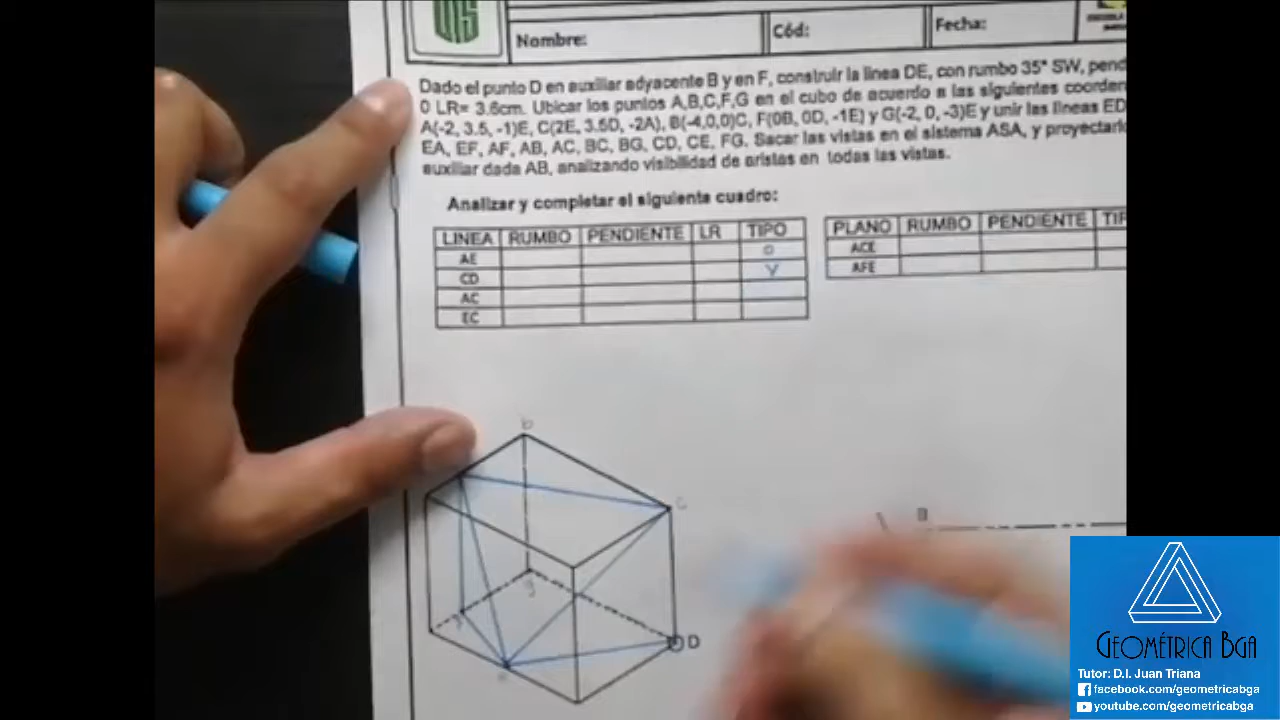 Nombre:
Cód:
Fecha:
Dado el punto D en auxiliar adyacente B y en F, construir la linea DE, con rumbo 35° SW, pend
0 LR= 3.6cm. Ubicar los puntos A,B,C,F,G en el cubo de acuerdo a las siguientes coorden
A(-2, 3.5, -1)E, C(2E, 3.5D, -2A), B(-4,0,0)C, F(0B, 0D, -1E) y G(-2, 0, -3)E y unir las lineas ED
EA, EF, AF, AB, AC, BC, BG, CD, CE, FG. Sacar las vistas en el sistema ASA, y proyectarlo
auxiliar dada AB, analizando visibilidad de aristas en todas las vistas.
Analizar y completar el siguiente cuadro:
LINEA RUMBO PENDIENTE LR TIPO
AE O
CD V
AC
EC
PLANO RUMBO PENDIENTE TIP
ACE
AFE
b
C
g
D
GEOMÉTRICA BGA
Tutor: D.I. Juan Triana
facebook.com/geometricabga
youtube.com/geometricabga